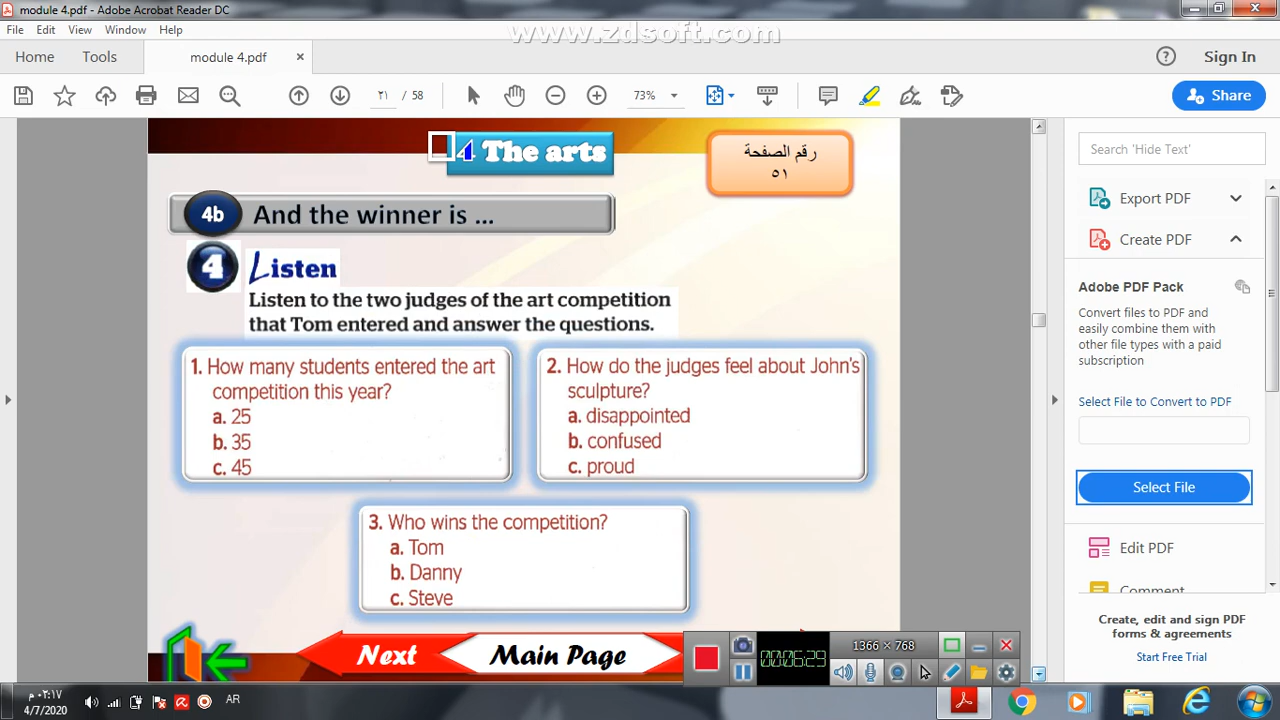 module 4.pdf - Adobe Acrobat Reader DC
www.zdsoft.com
File Edit View Window Help
Home Tools module 4.pdf × Sign In
٢١ / 58 73% Share
4 The arts
رقم الصفحة
٥١
4b And the winner is ...
4 Listen
Listen to the two judges of the art competition
that Tom entered and answer the questions.
1. How many students entered the art
competition this year?
a. 25
b. 35
c. 45
2. How do the judges feel about John's
sculpture?
a. disappointed
b. confused
c. proud
3. Who wins the competition?
a. Tom
b. Danny
c. Steve
Next Main Page
Search 'Hide Text'
Export PDF
Create PDF
Adobe PDF Pack
Convert files to PDF and
easily combine them with
other file types with a paid
subscription
Select File to Convert to PDF
Select File
Edit PDF
Comment
Create, edit and sign PDF
forms & agreements
Start Free Trial
00:06:29 1366 × 768
AR
٠٢:١٧ م
4/7/2020